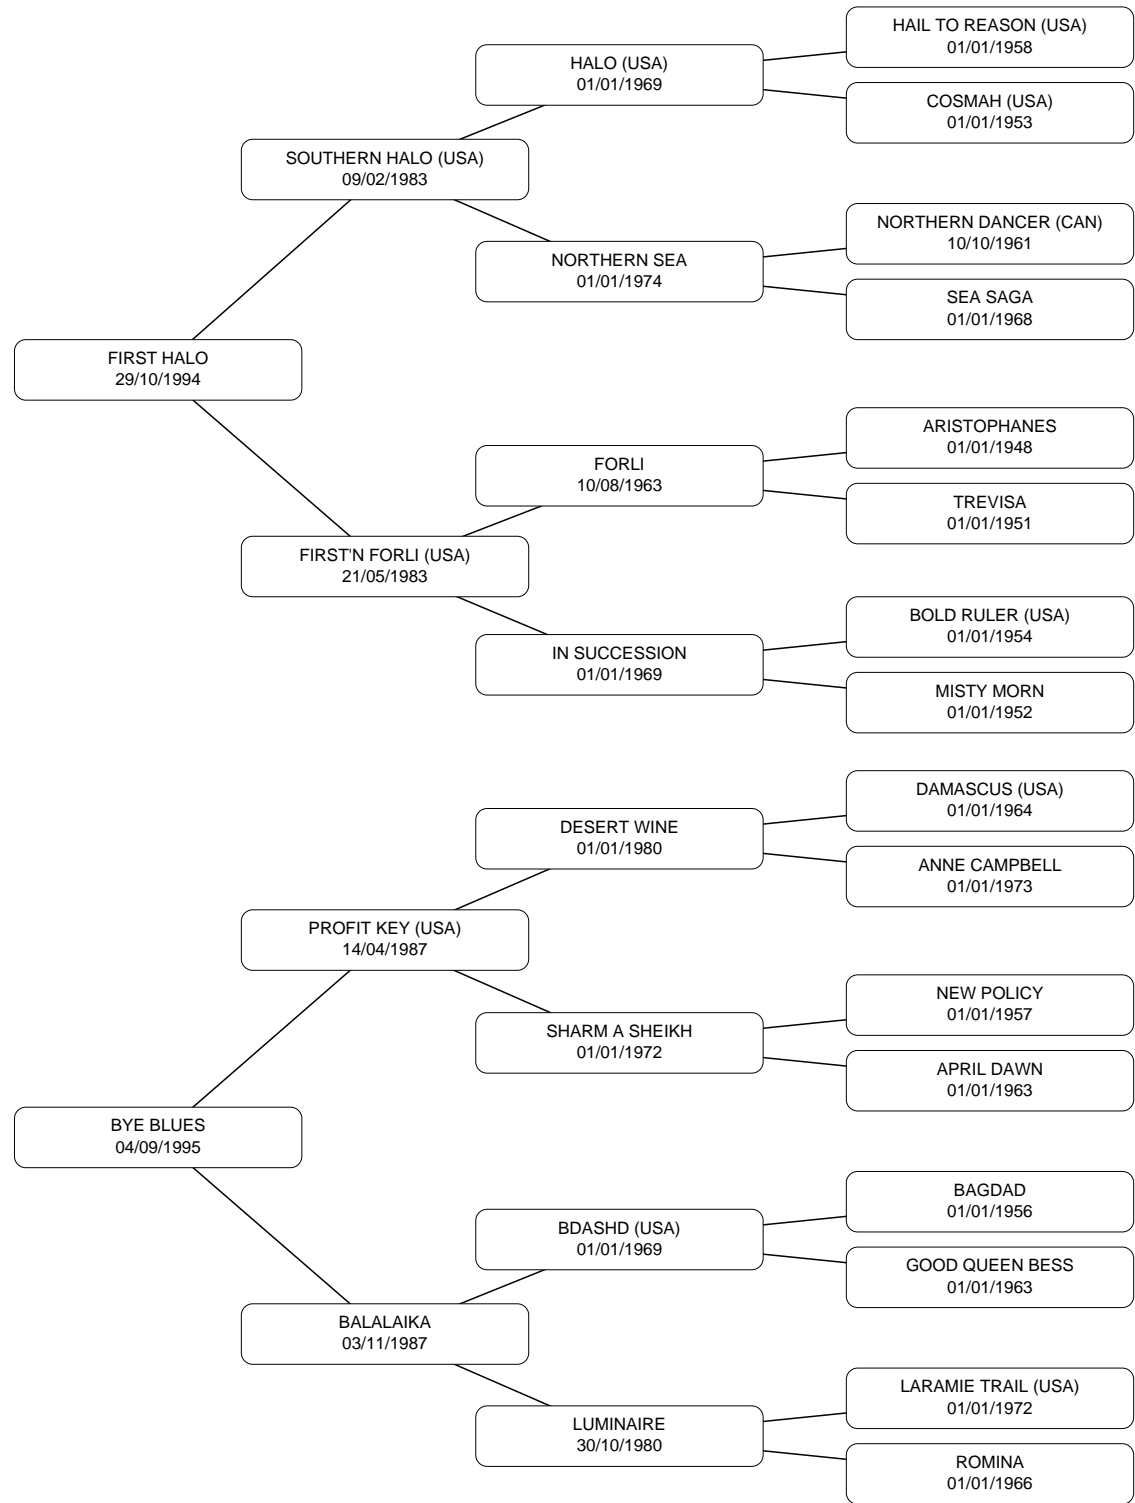 HAIL TO REASON (USA)
01/01/1958
HALO (USA)
01/01/1969
COSMAH (USA)
01/01/1953
SOUTHERN HALO (USA)
09/02/1983
NORTHERN DANCER (CAN)
10/10/1961
NORTHERN SEA
01/01/1974
SEA SAGA
01/01/1968
FIRST HALO
29/10/1994
ARISTOPHANES
01/01/1948
FORLI
10/08/1963
TREVISA
01/01/1951
FIRST'N FORLI (USA)
21/05/1983
BOLD RULER (USA)
01/01/1954
IN SUCCESSION
01/01/1969
MISTY MORN
01/01/1952
DAMASCUS (USA)
01/01/1964
DESERT WINE
01/01/1980
ANNE CAMPBELL
01/01/1973
PROFIT KEY (USA)
14/04/1987
NEW POLICY
01/01/1957
SHARM A SHEIKH
01/01/1972
APRIL DAWN
01/01/1963
BYE BLUES
04/09/1995
BAGDAD
01/01/1956
BDASHD (USA)
01/01/1969
GOOD QUEEN BESS
01/01/1963
BALALAIKA
03/11/1987
LARAMIE TRAIL (USA)
01/01/1972
LUMINAIRE
30/10/1980
ROMINA
01/01/1966